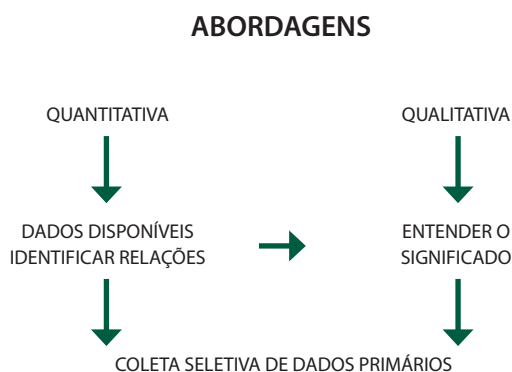 ABORDAGENS
QUANTITATIVA
QUALITATIVA
DADOS DISPONÍVEIS
IDENTIFICAR RELAÇÕES
ENTENDER O
SIGNIFICADO
COLETA SELETIVA DE DADOS PRIMÁRIOS